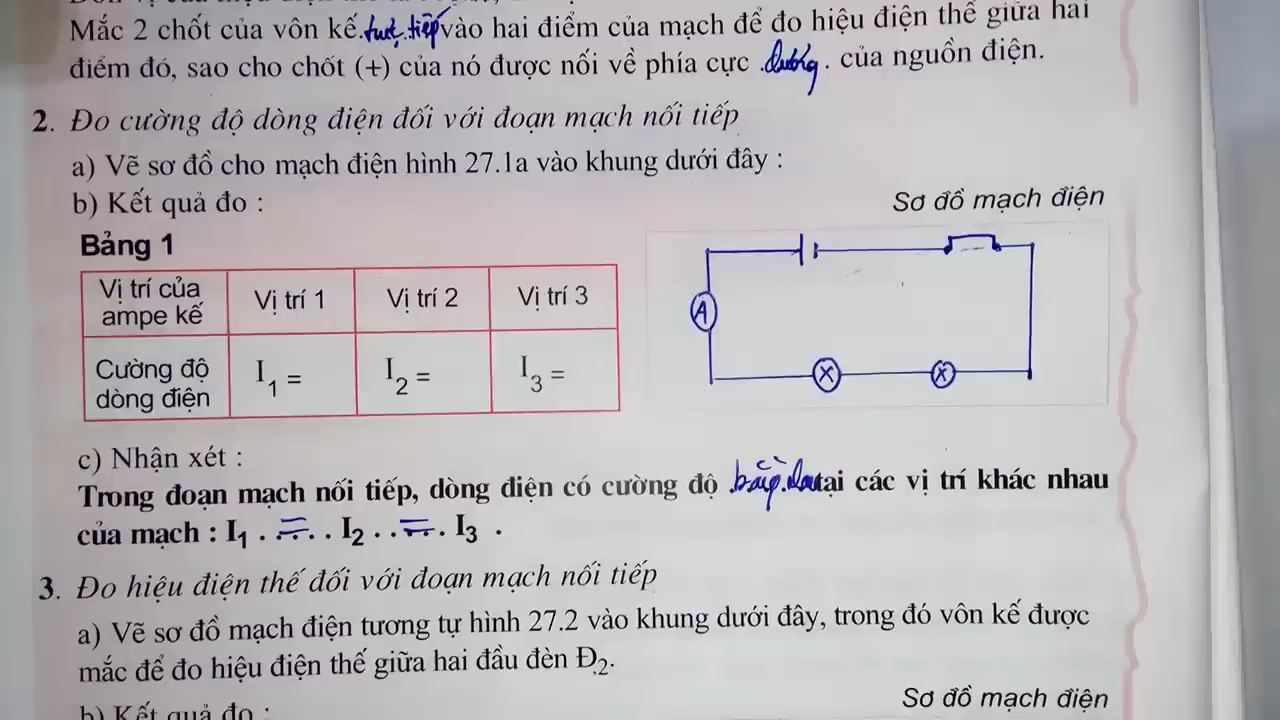 Mắc 2 chốt của vôn kế.trực.tiếp vào hai điểm của mạch để đo hiệu điện thế giữa hai
điểm đó, sao cho chốt (+) của nó được nối về phía cực .dương. của nguồn điện.
2. Đo cường độ dòng điện đối với đoạn mạch nối tiếp
a) Vẽ sơ đồ cho mạch điện hình 27.1a vào khung dưới đây :
b) Kết quả đo :
Sơ đồ mạch điện
Bảng 1
Vị trí của ampe kế Vị trí 1 Vị trí 2 Vị trí 3
Cường độ dòng điện I1 = I2 = I3 =
A
X X
c) Nhận xét :
Trong đoạn mạch nối tiếp, dòng điện có cường độ tại các vị trí khác nhau
của mạch : I1 . . = . . I2 . . = . . I3 .
3. Đo hiệu điện thế đối với đoạn mạch nối tiếp
a) Vẽ sơ đồ mạch điện tương tự hình 27.2 vào khung dưới đây, trong đó vôn kế được
mắc để đo hiệu điện thế giữa hai đầu đèn Đ2.
Sơ đồ mạch điện
b) Kết quả đo :